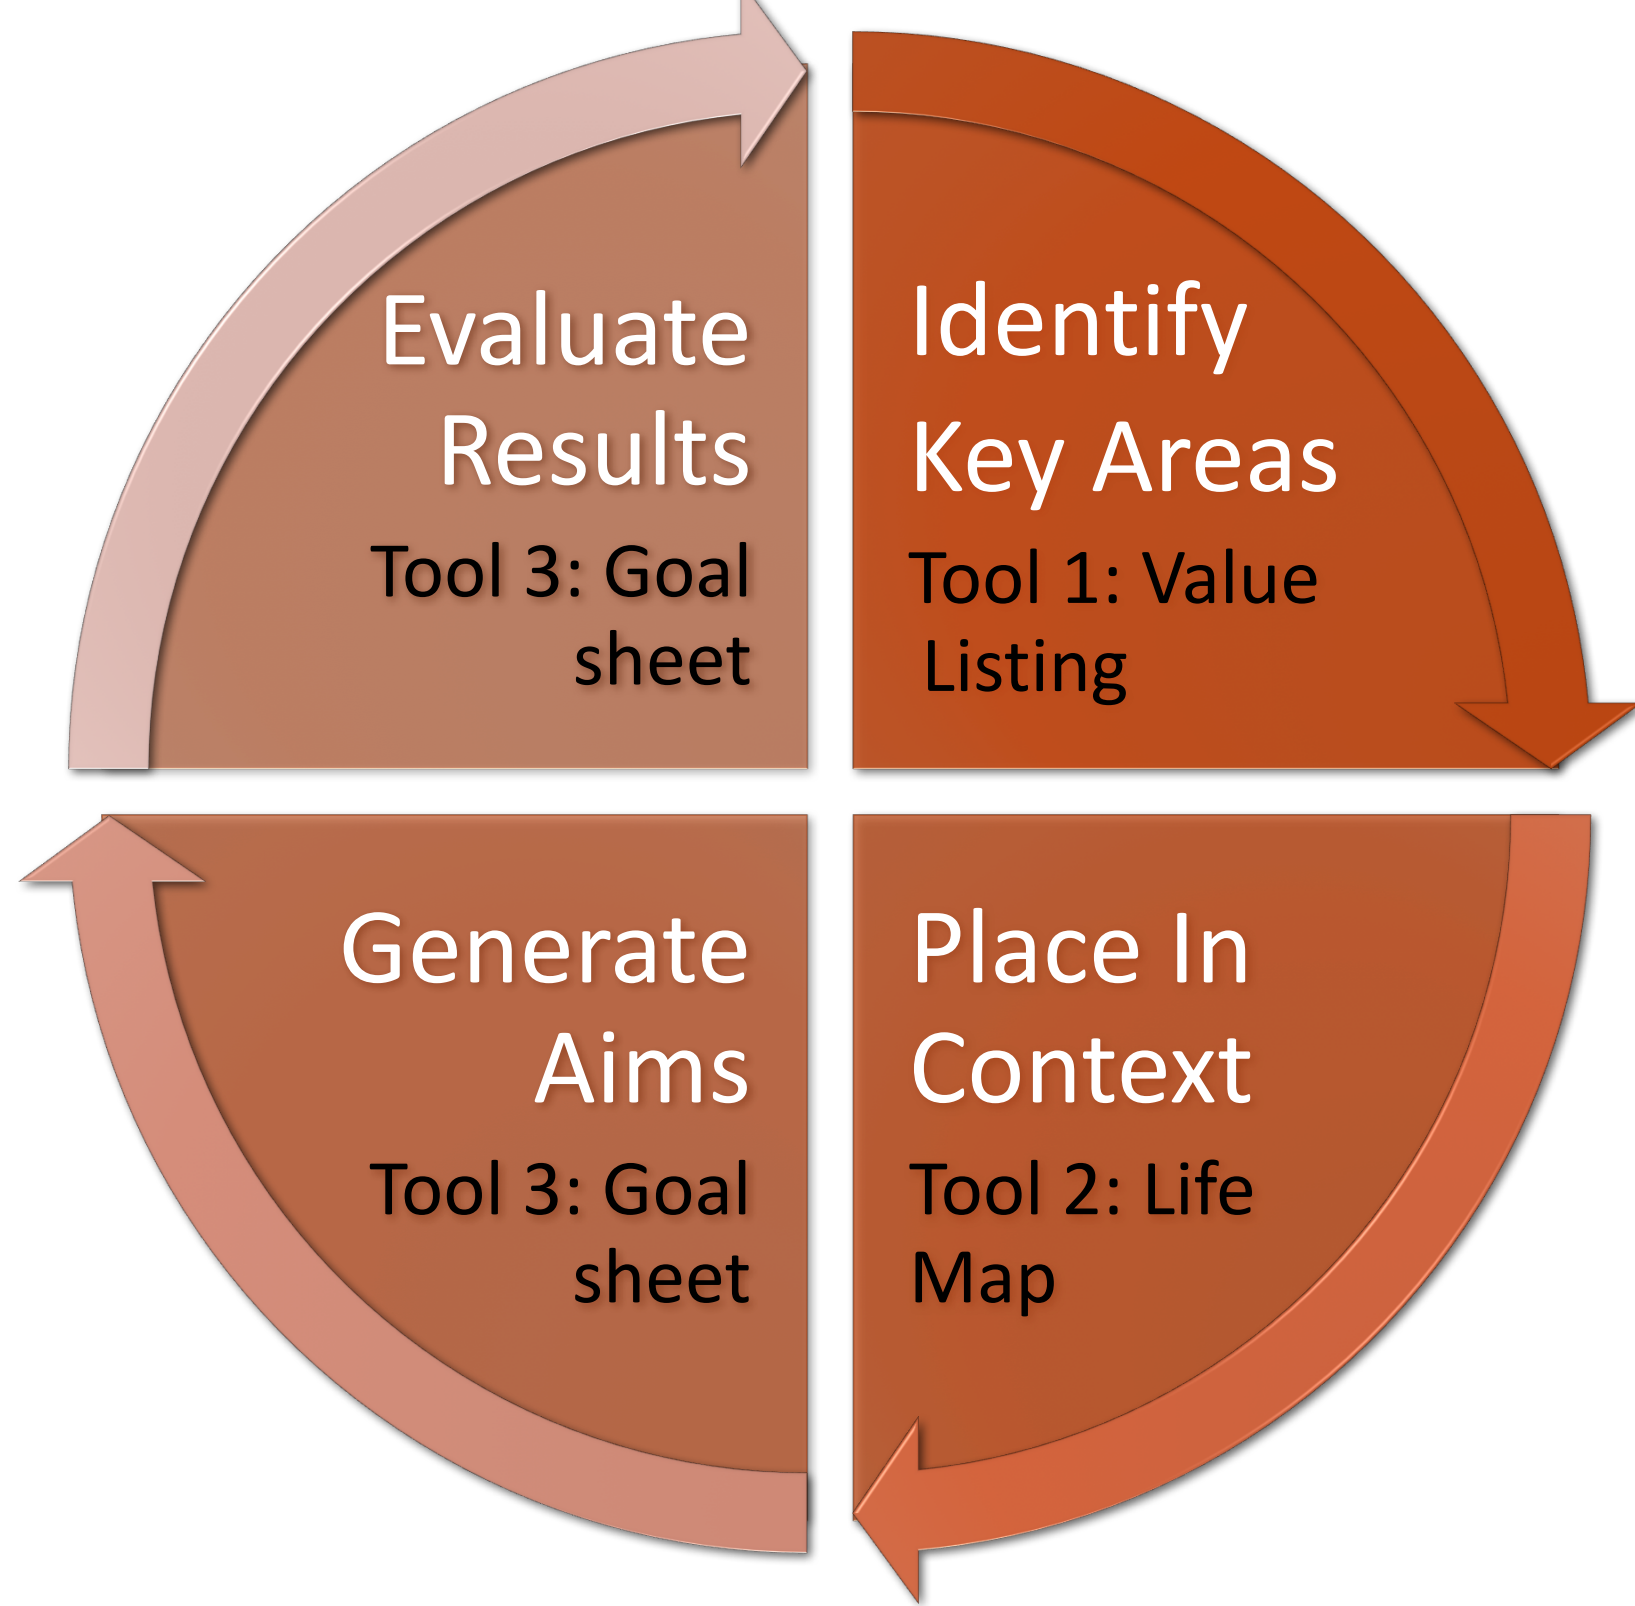 Evaluate
Results
Tool 3: Goal
sheet
Identify
Key Areas
Tool 1: Value
Listing
Generate
Aims
Tool 3: Goal
sheet
Place In
Context
Tool 2: Life
Map